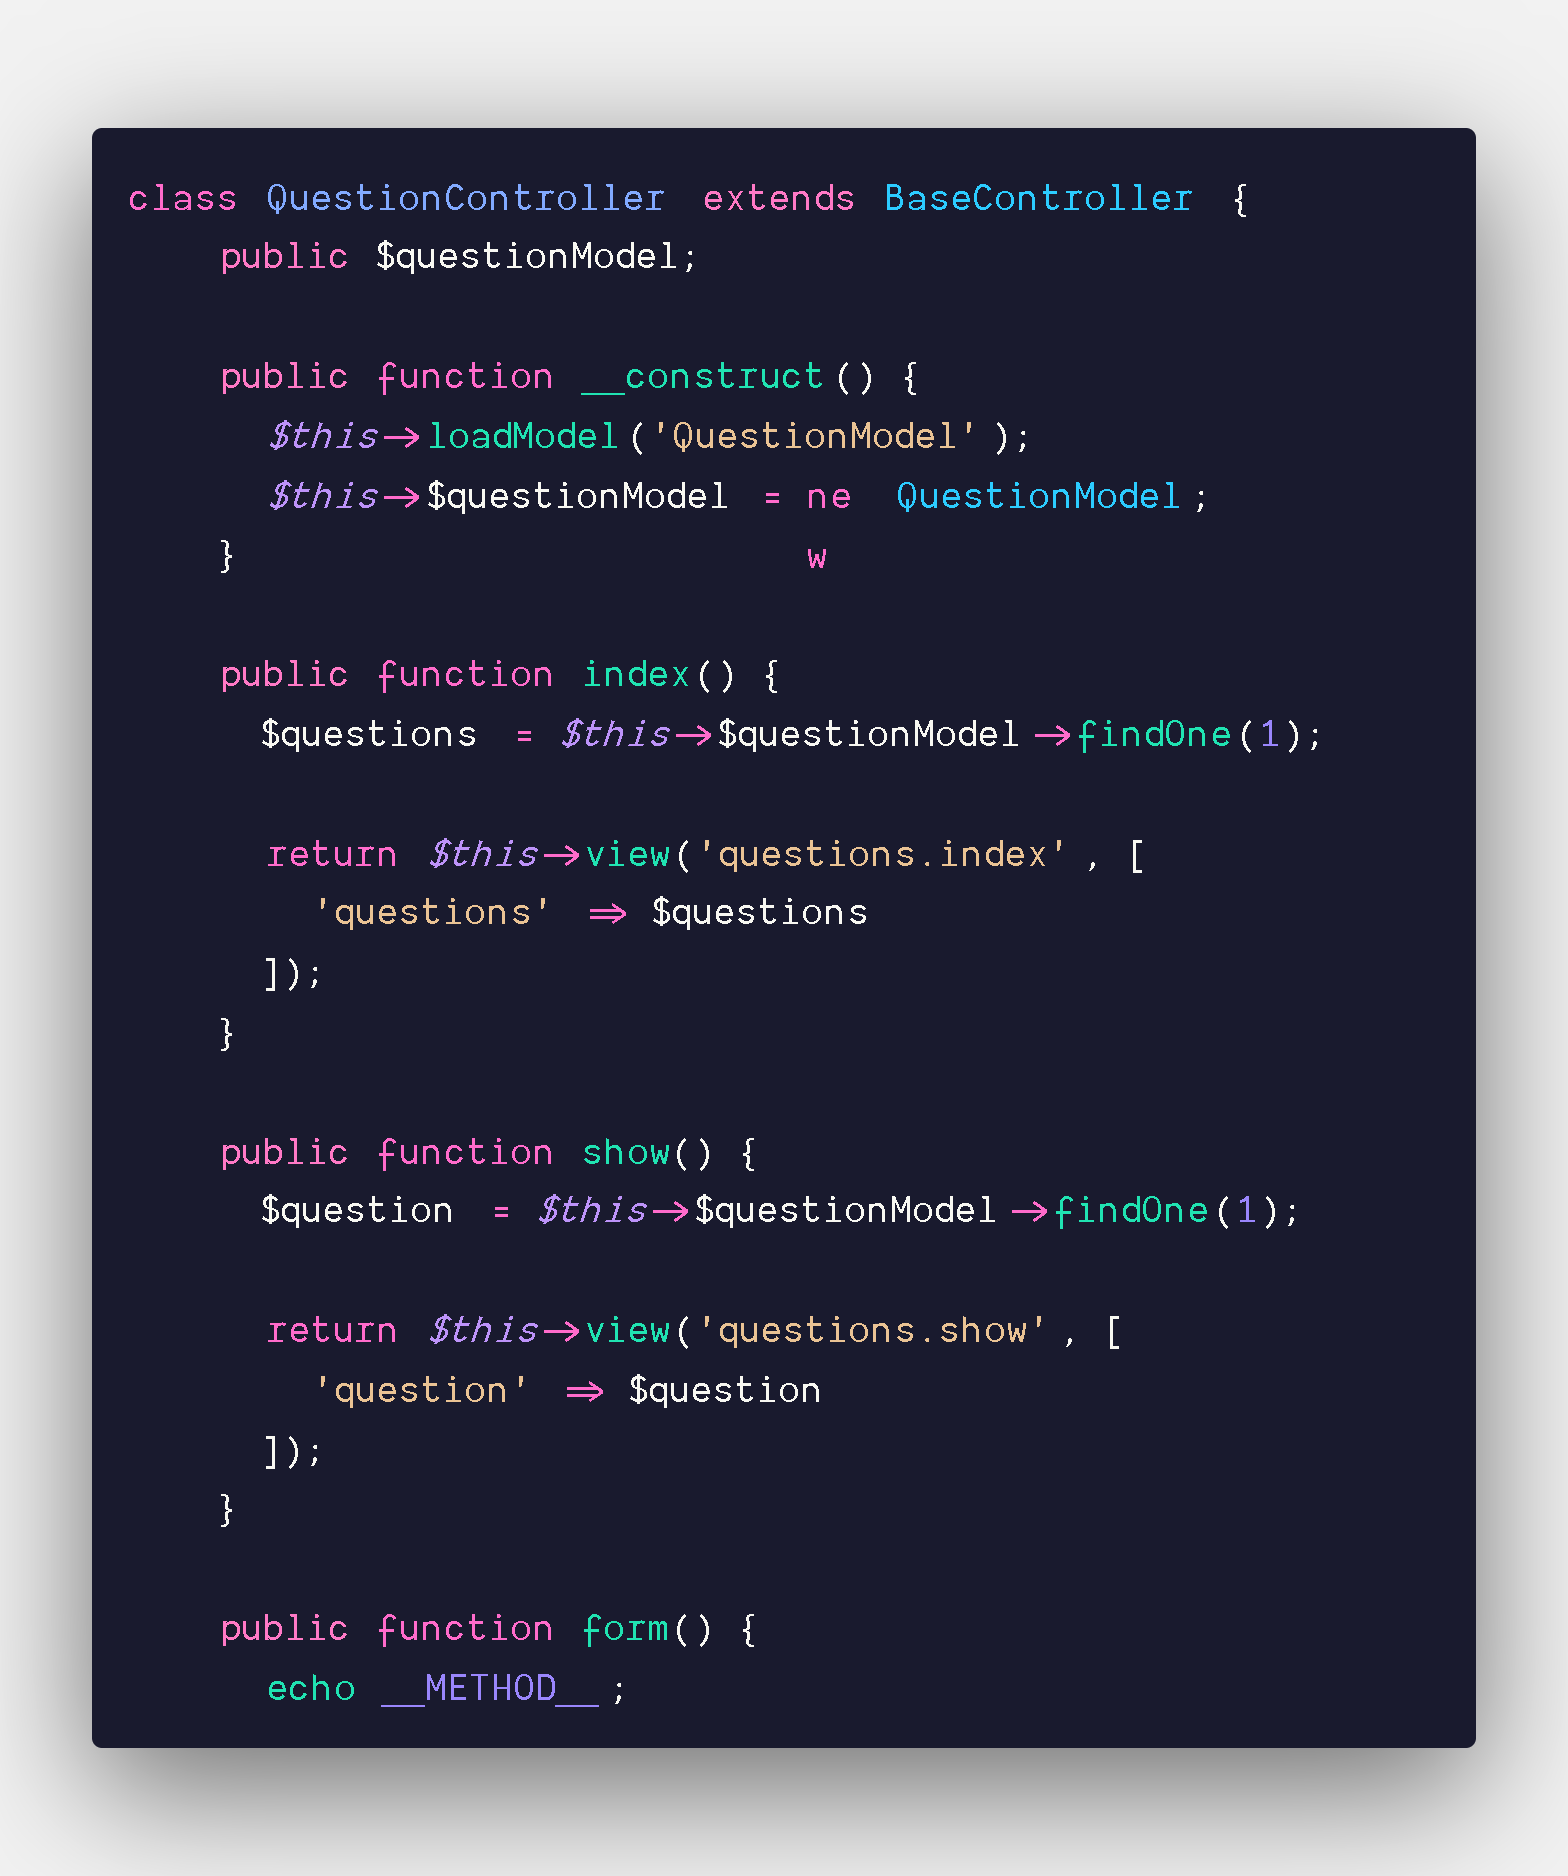 class QuestionController extends BaseController {
public $questionModel;
public function __construct() {
$this->loadModel('QuestionModel');
$this->$questionModel = new QuestionModel;
}
public function index() {
$questions = $this->$questionModel->findOne(1);
return $this->view('questions.index', [
'questions' => $questions
]);
}
public function show() {
$question = $this->$questionModel->findOne(1);
return $this->view('questions.show', [
'question' => $question
]);
}
public function form() {
echo __METHOD__;